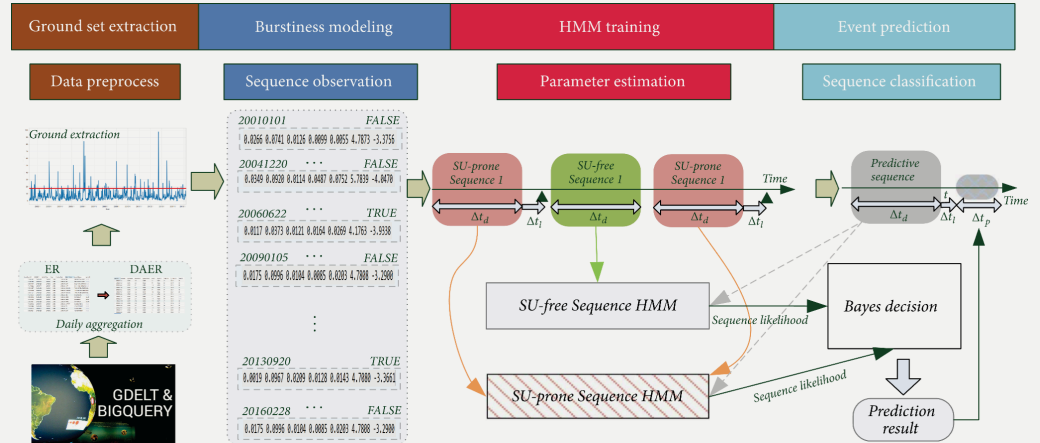 Ground set extraction
Burstiness modeling
HMM training
Event prediction
Data preprocess
Sequence observation
Parameter estimation
Sequence classification
Ground extraction
ER
DAER
Daily aggregation
GDELT &
BIGQUERY
20010101 FALSE
0.0266 0.0741 0.0126 0.0099 0.0055 4.7873 -3.3756
...
20041220 FALSE
0.0349 0.0920 0.0114 0.0487 0.0752 5.7839 -4.0470
...
20060622 TRUE
0.0117 0.0373 0.0121 0.0164 0.0269 4.1763 -3.9338
...
20090105 FALSE
0.0175 0.0996 0.0104 0.0085 0.0203 4.7808 -3.2900
⋮
20130920 TRUE
0.0019 0.0967 0.0209 0.0128 0.0143 4.7080 -3.3661
...
20160228 FALSE
0.0175 0.0996 0.0104 0.0085 0.0203 4.7808 -3.2900
SU-prone
Sequence 1
SU-free
Sequence 1
SU-prone
Sequence 1
Time
Δt_d
Δt_l
Δt_d
Δt_d
Δt_l
SU-free Sequence HMM
SU-prone Sequence HMM
Predictive
sequence
t
Time
Δt_d
Δt_l
Δt_p
Sequence likelihood
Sequence likelihood
Bayes decision
Prediction
result